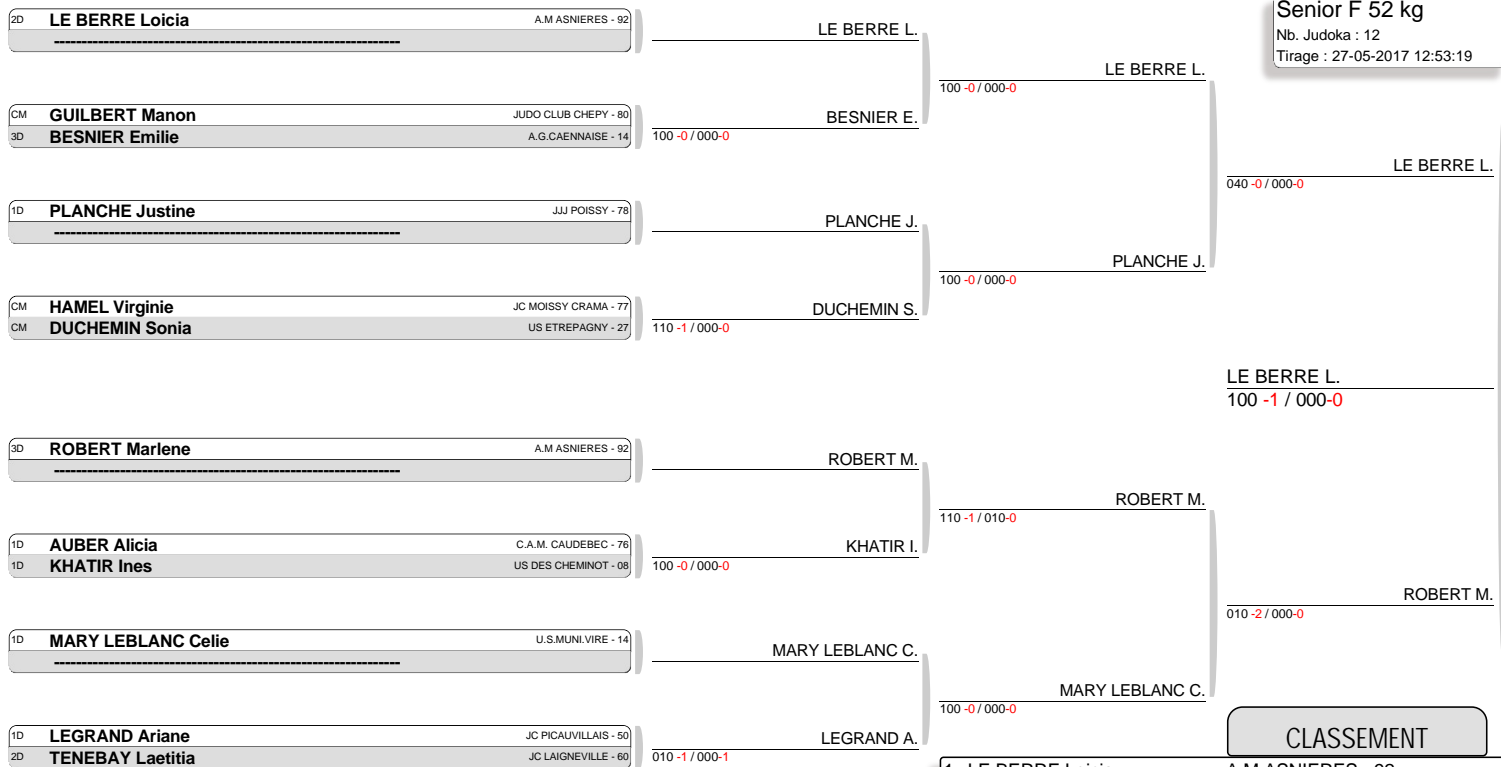 Senior F 52 kg
Nb. Judoka : 12
Tirage : 27-05-2017 12:53:19
2D LE BERRE Loicia A.M ASNIERES - 92
------------------------------------------------------------
CM GUILBERT Manon JUDO CLUB CHEPY - 80
3D BESNIER Emilie A.G.CAENNAISE - 14
1D PLANCHE Justine JJJ POISSY - 78
------------------------------------------------------------
CM HAMEL Virginie JC MOISSY CRAMA - 77
CM DUCHEMIN Sonia US ETREPAGNY - 27
3D ROBERT Marlene A.M ASNIERES - 92
------------------------------------------------------------
1D AUBER Alicia C.A.M. CAUDEBEC - 76
1D KHATIR Ines US DES CHEMINOT - 08
1D MARY LEBLANC Celie U.S.MUNI.VIRE - 14
------------------------------------------------------------
1D LEGRAND Ariane JC PICAUVILLAIS - 50
2D TENEBAY Laetitia JC LAIGNEVILLE - 60
LE BERRE L.
BESNIER E.
100 -0 / 000-0
PLANCHE J.
DUCHEMIN S.
110 -1 / 000-0
ROBERT M.
KHATIR I.
100 -0 / 000-0
MARY LEBLANC C.
LEGRAND A.
010 -1 / 000-1
LE BERRE L.
100 -0 / 000-0
PLANCHE J.
100 -0 / 000-0
ROBERT M.
110 -1 / 010-0
MARY LEBLANC C.
100 -0 / 000-0
LE BERRE L.
040 -0 / 000-0
LE BERRE L.
100 -1 / 000-0
ROBERT M.
010 -2 / 000-0
CLASSEMENT